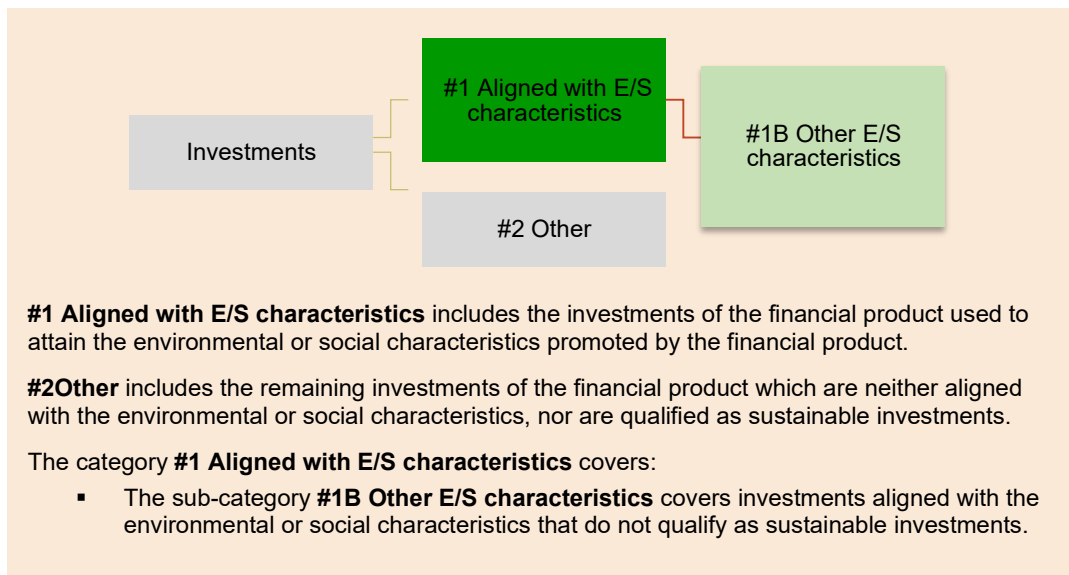 #1 Aligned with E/S
characteristics
#1B Other E/S
characteristics
Investments
#2 Other
#1 Aligned with E/S characteristics includes the investments of the financial product used to
attain the environmental or social characteristics promoted by the financial product.
#2Other includes the remaining investments of the financial product which are neither aligned
with the environmental or social characteristics, nor are qualified as sustainable investments.
The category #1 Aligned with E/S characteristics covers:
▪ The sub-category #1B Other E/S characteristics covers investments aligned with the
environmental or social characteristics that do not qualify as sustainable investments.